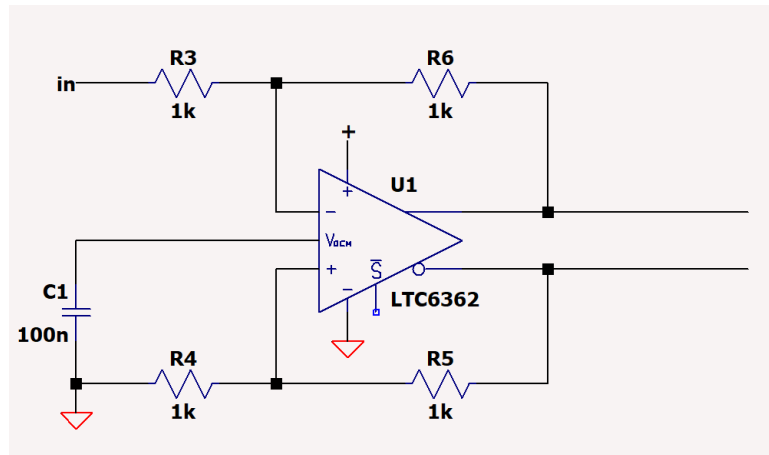 R3
R6
in
1k
1k
+
U1
+
−
VOCM
+
S̅
−
LTC6362
C1
100n
R4
R5
1k
1k